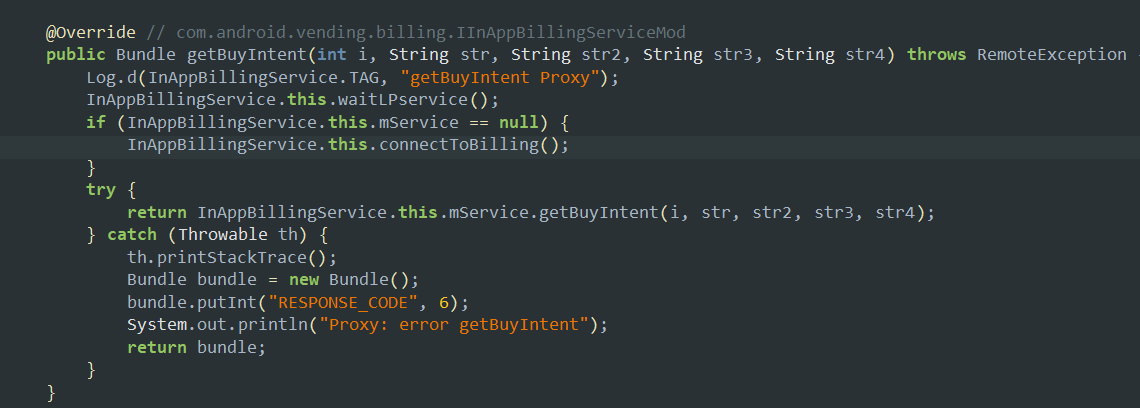 @Override // com.android.vending.billing.IInAppBillingServiceMod
public Bundle getBuyIntent(int i, String str, String str2, String str3, String str4) throws RemoteException
Log.d(InAppBillingService.TAG, "getBuyIntent Proxy");
InAppBillingService.this.waitLPservice();
if (InAppBillingService.this.mService == null) {
InAppBillingService.this.connectToBilling();
}
try {
return InAppBillingService.this.mService.getBuyIntent(i, str, str2, str3, str4);
} catch (Throwable th) {
th.printStackTrace();
Bundle bundle = new Bundle();
bundle.putInt("RESPONSE_CODE", 6);
System.out.println("Proxy: error getBuyIntent");
return bundle;
}
}